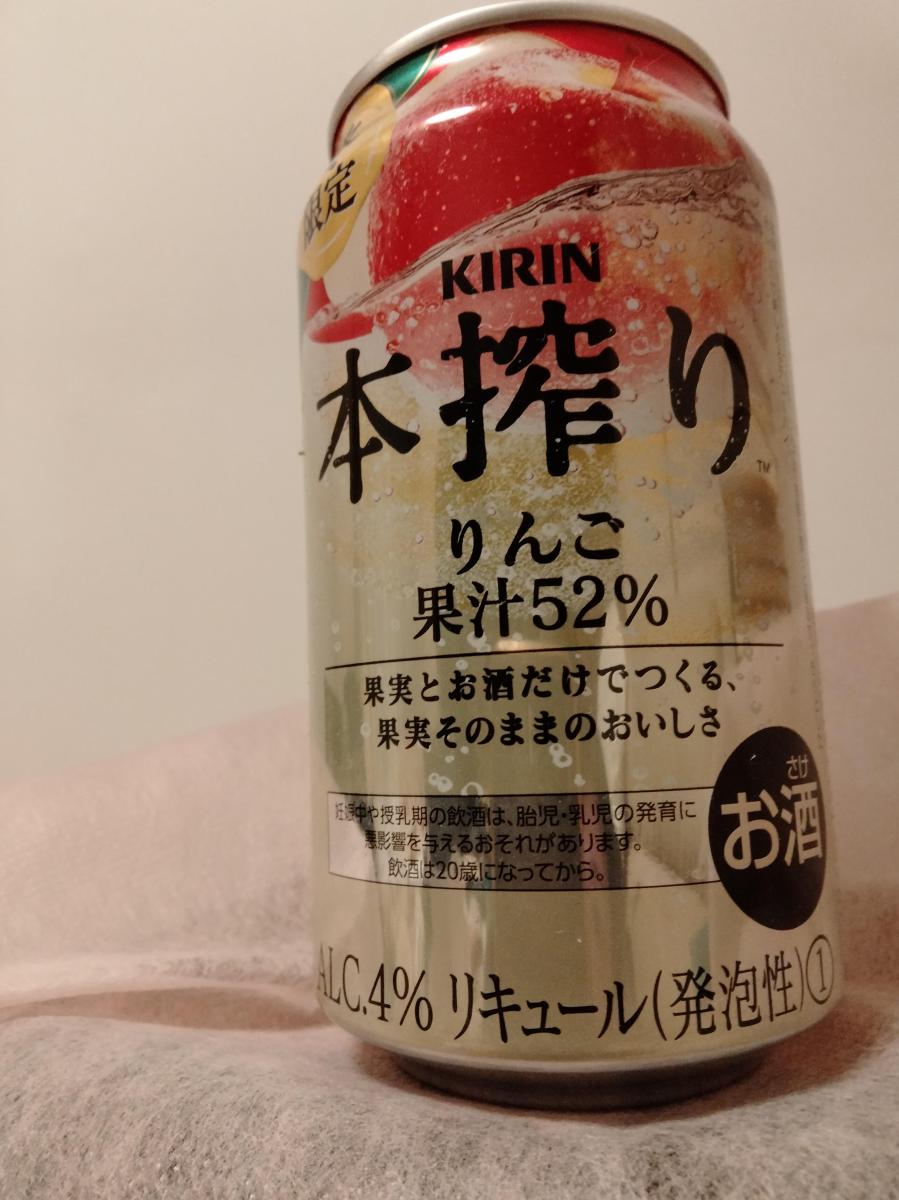 限定
KIRIN
本搾り™
りんご
果汁52%
果実とお酒だけでつくる、
果実そのままのおいしさ
妊娠中や授乳期の飲酒は、胎児・乳児の発育に
悪影響を与えるおそれがあります。
飲酒は20歳になってから。
さけ
お酒
ALC.4% リキュール(発泡性)①